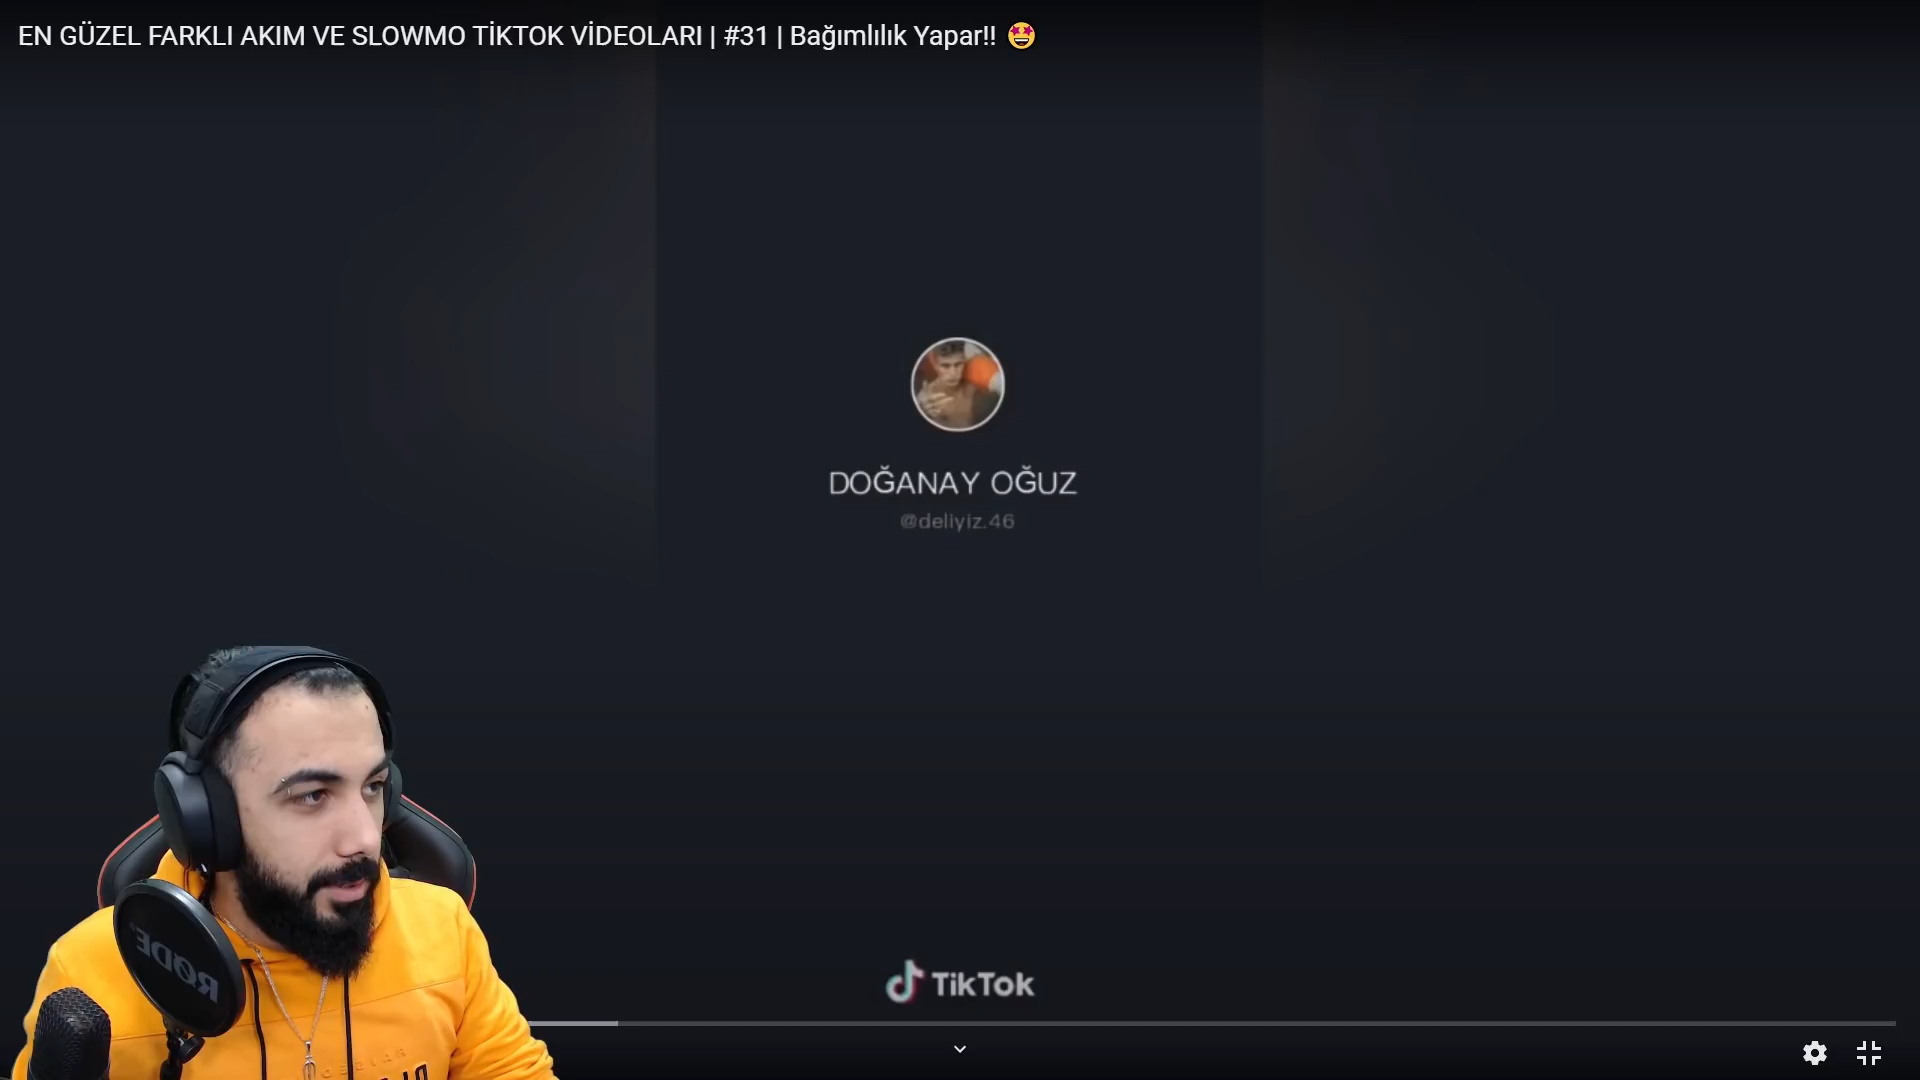 EN GÜZEL FARKLI AKIM VE SLOWMO TİKTOK VİDEOLARI | #31 | Bağımlılık Yapar!! 🤩
DOĞANAY OĞUZ
@deliyiz.46
RØDE
TikTok